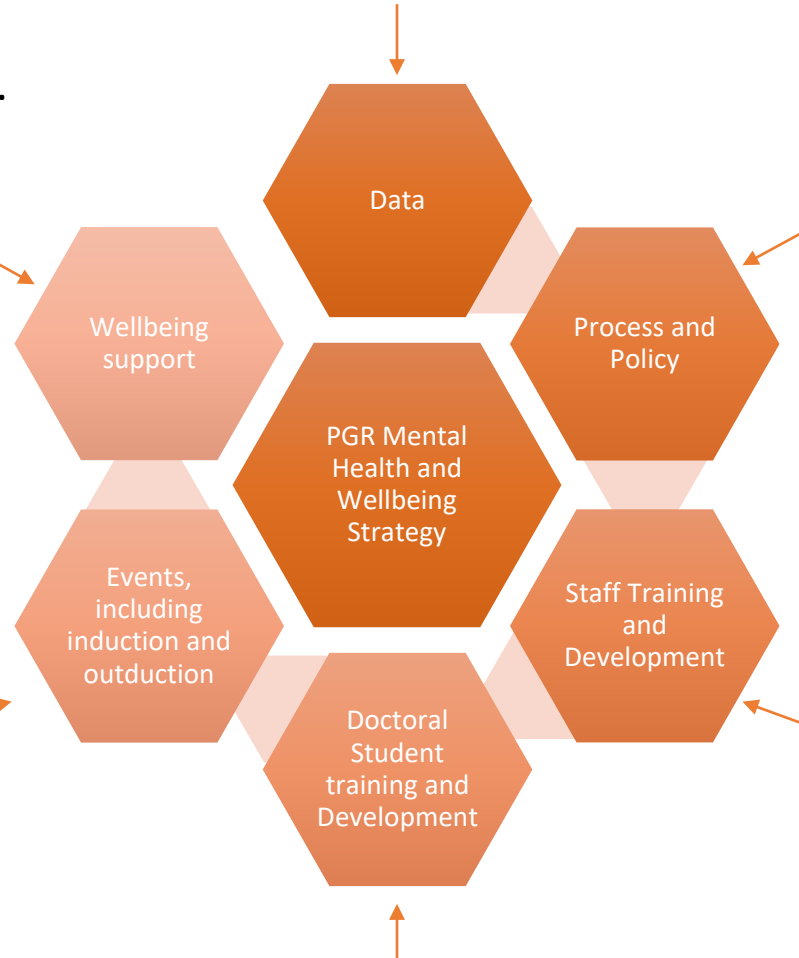 Data
Process and
Policy
Wellbeing
support
PGR Mental
Health and
Wellbeing
Strategy
Staff Training
and
Development
Events,
including
induction and
outduction
Doctoral
Student
training and
Development